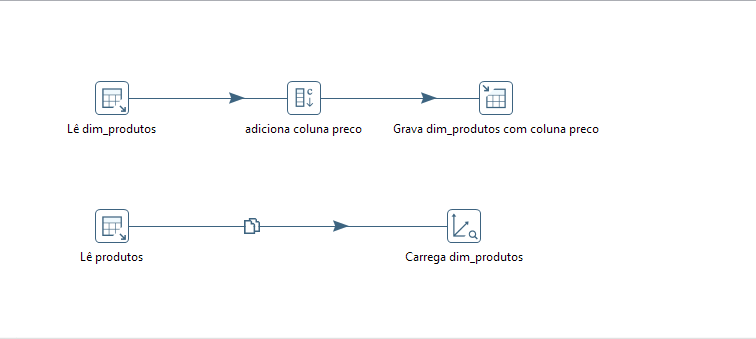 Lê dim_produtos
adiciona coluna preco
Grava dim_produtos com coluna preco
Lê produtos
Carrega dim_produtos